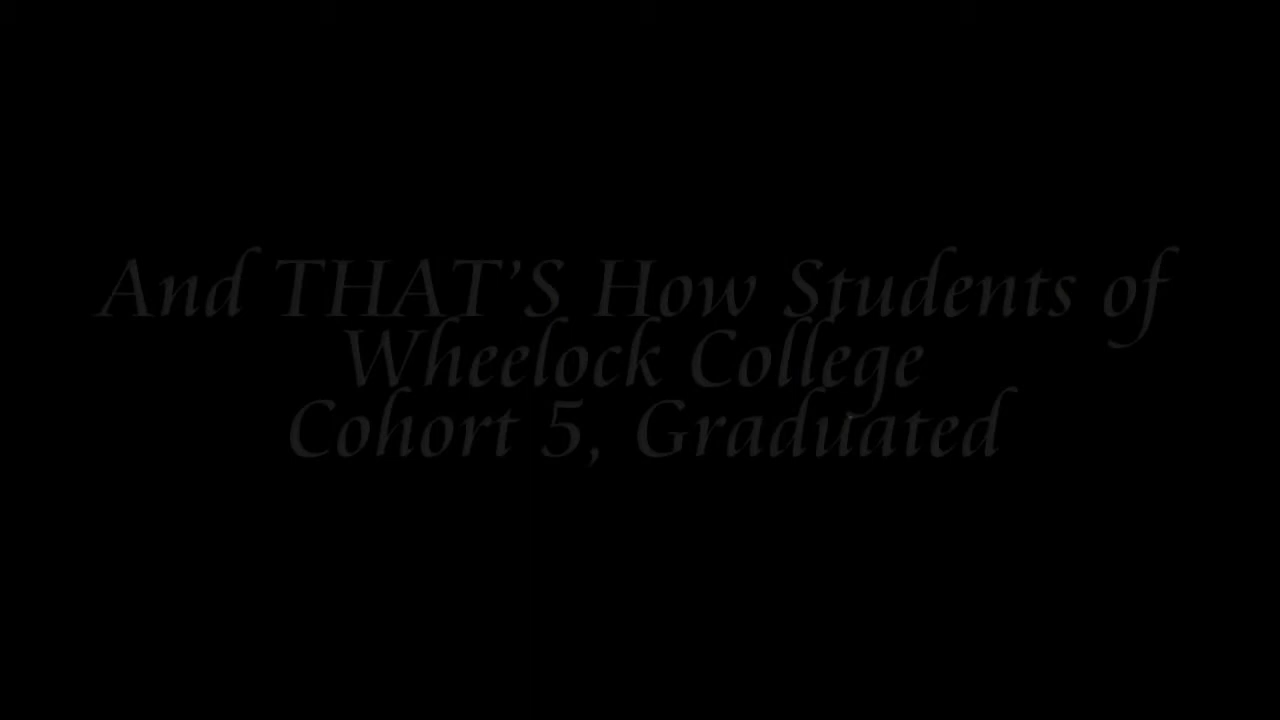 And THAT'S How Students of
Wheelock College
Cohort 5, Graduated